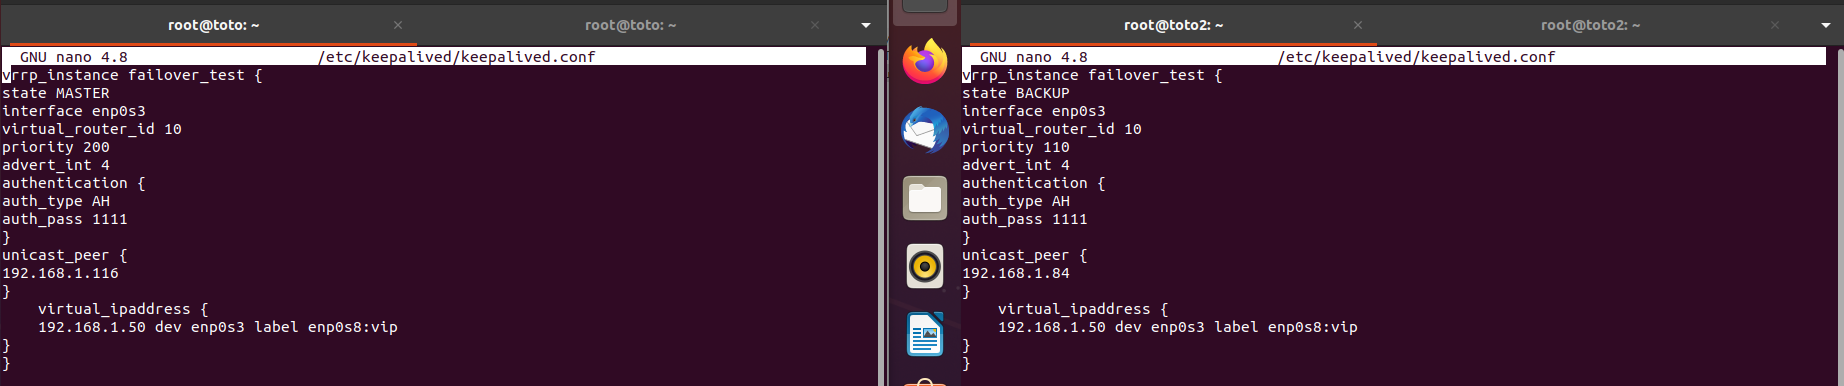 root@toto: ~ × root@toto: ~ ×
GNU nano 4.8 /etc/keepalived/keepalived.conf
vrrp_instance failover_test {
state MASTER
interface enp0s3
virtual_router_id 10
priority 200
advert_int 4
authentication {
auth_type AH
auth_pass 1111
}
unicast_peer {
192.168.1.116
}
virtual_ipaddress {
192.168.1.50 dev enp0s3 label enp0s8:vip
}
}
root@toto2: ~ × root@toto2: ~ ×
GNU nano 4.8 /etc/keepalived/keepalived.conf
vrrp_instance failover_test {
state BACKUP
interface enp0s3
virtual_router_id 10
priority 110
advert_int 4
authentication {
auth_type AH
auth_pass 1111
}
unicast_peer {
192.168.1.84
}
virtual_ipaddress {
192.168.1.50 dev enp0s3 label enp0s8:vip
}
}